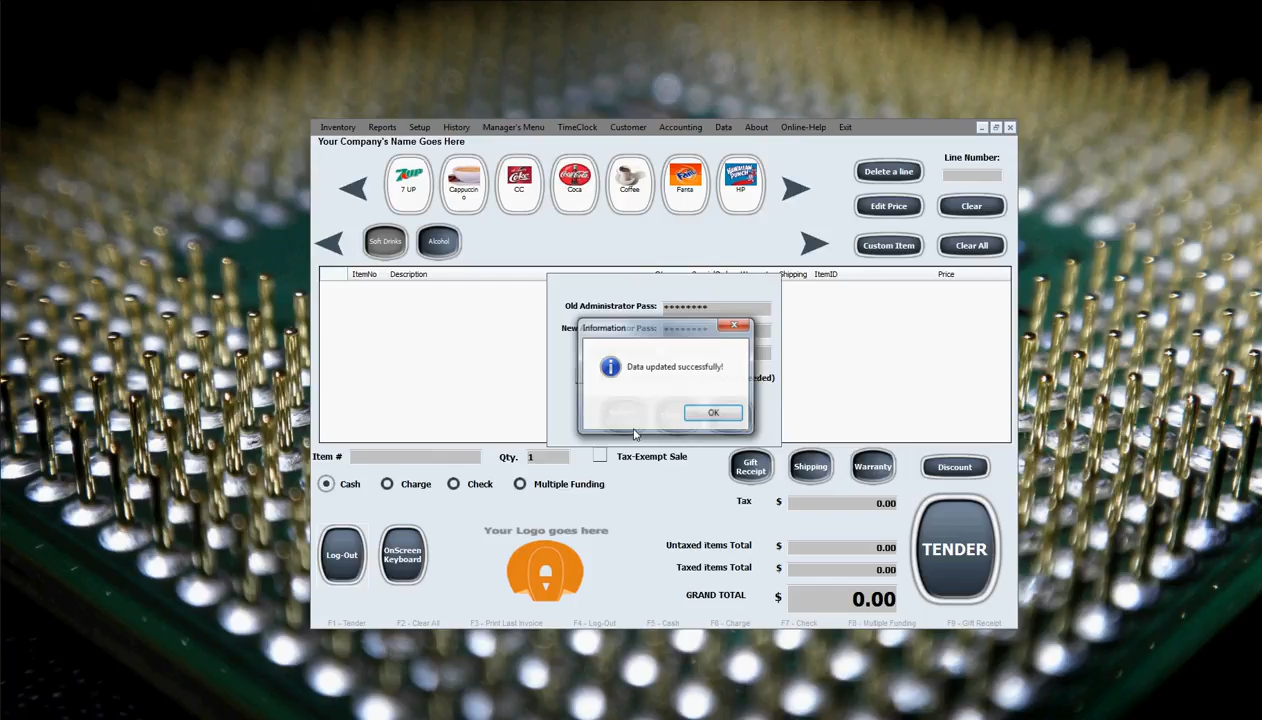 Inventory Reports Setup History Manager's Menu TimeClock Customer Accounting Data About Online-Help Exit
Your Company's Name Goes Here
Line Number:
7 UP Cappuccin
o CC Coca Coffee Fanta HP
Delete a line
Edit Price Clear
Soft Drinks Alcohol
Custom Item Clear All
ItemNo Description Shipping ItemID Price
Old Administrator Pass: ********
New Pass: ********
Information
Data updated successfully!
OK
Item # Qty. 1 Tax-Exempt Sale
Gift
Receipt Shipping Warranty Discount
Cash Charge Check Multiple Funding
Tax $ 0.00
Log-Out OnScreen
Keyboard
Your Logo goes here
Untaxed items Total $ 0.00
Taxed items Total $ 0.00
GRAND TOTAL $ 0.00
TENDER
F1 - Tender F2 - Clear All F3 - Print Last Invoice F4 - Log-Out F5 - Cash F6 - Charge F7 - Check F8 - Multiple Funding F9 - Gift Receipt